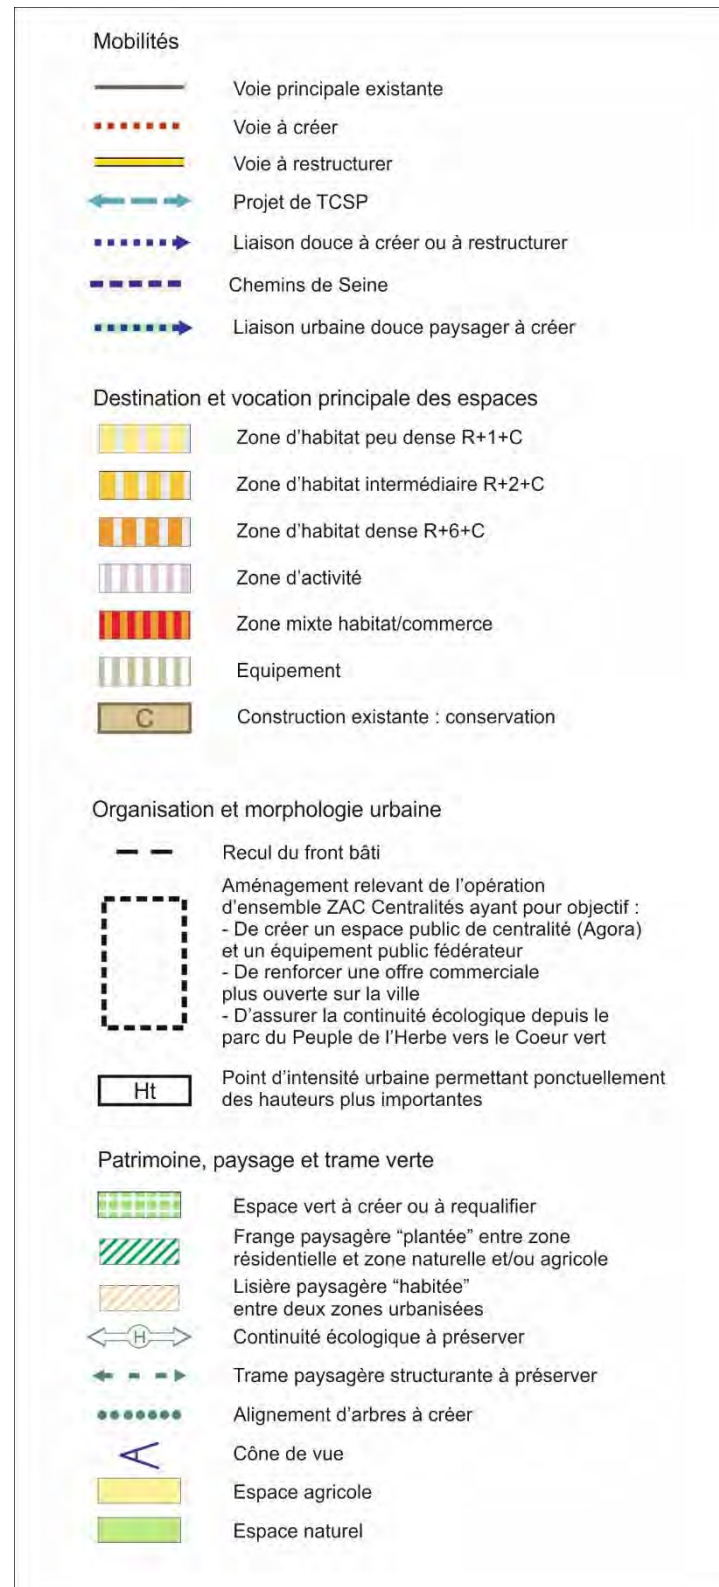 Mobilités
Voie principale existante
Voie à créer
Voie à restructurer
Projet de TCSP
Liaison douce à créer ou à restructurer
Chemins de Seine
Liaison urbaine douce paysager à créer
Destination et vocation principale des espaces
Zone d'habitat peu dense R+1+C
Zone d'habitat intermédiaire R+2+C
Zone d'habitat dense R+6+C
Zone d'activité
Zone mixte habitat/commerce
Equipement
C Construction existante : conservation
Organisation et morphologie urbaine
Recul du front bâti
Aménagement relevant de l'opération
d'ensemble ZAC Centralités ayant pour objectif :
- De créer un espace public de centralité (Agora)
et un équipement public fédérateur
- De renforcer une offre commerciale
plus ouverte sur la ville
- D'assurer la continuité écologique depuis le
parc du Peuple de l'Herbe vers le Coeur vert
Ht Point d'intensité urbaine permettant ponctuellement
des hauteurs plus importantes
Patrimoine, paysage et trame verte
Espace vert à créer ou à requalifier
Frange paysagère "plantée" entre zone
résidentielle et zone naturelle et/ou agricole
Lisière paysagère "habitée"
entre deux zones urbanisées
H Continuité écologique à préserver
Trame paysagère structurante à préserver
Alignement d'arbres à créer
Cône de vue
Espace agricole
Espace naturel